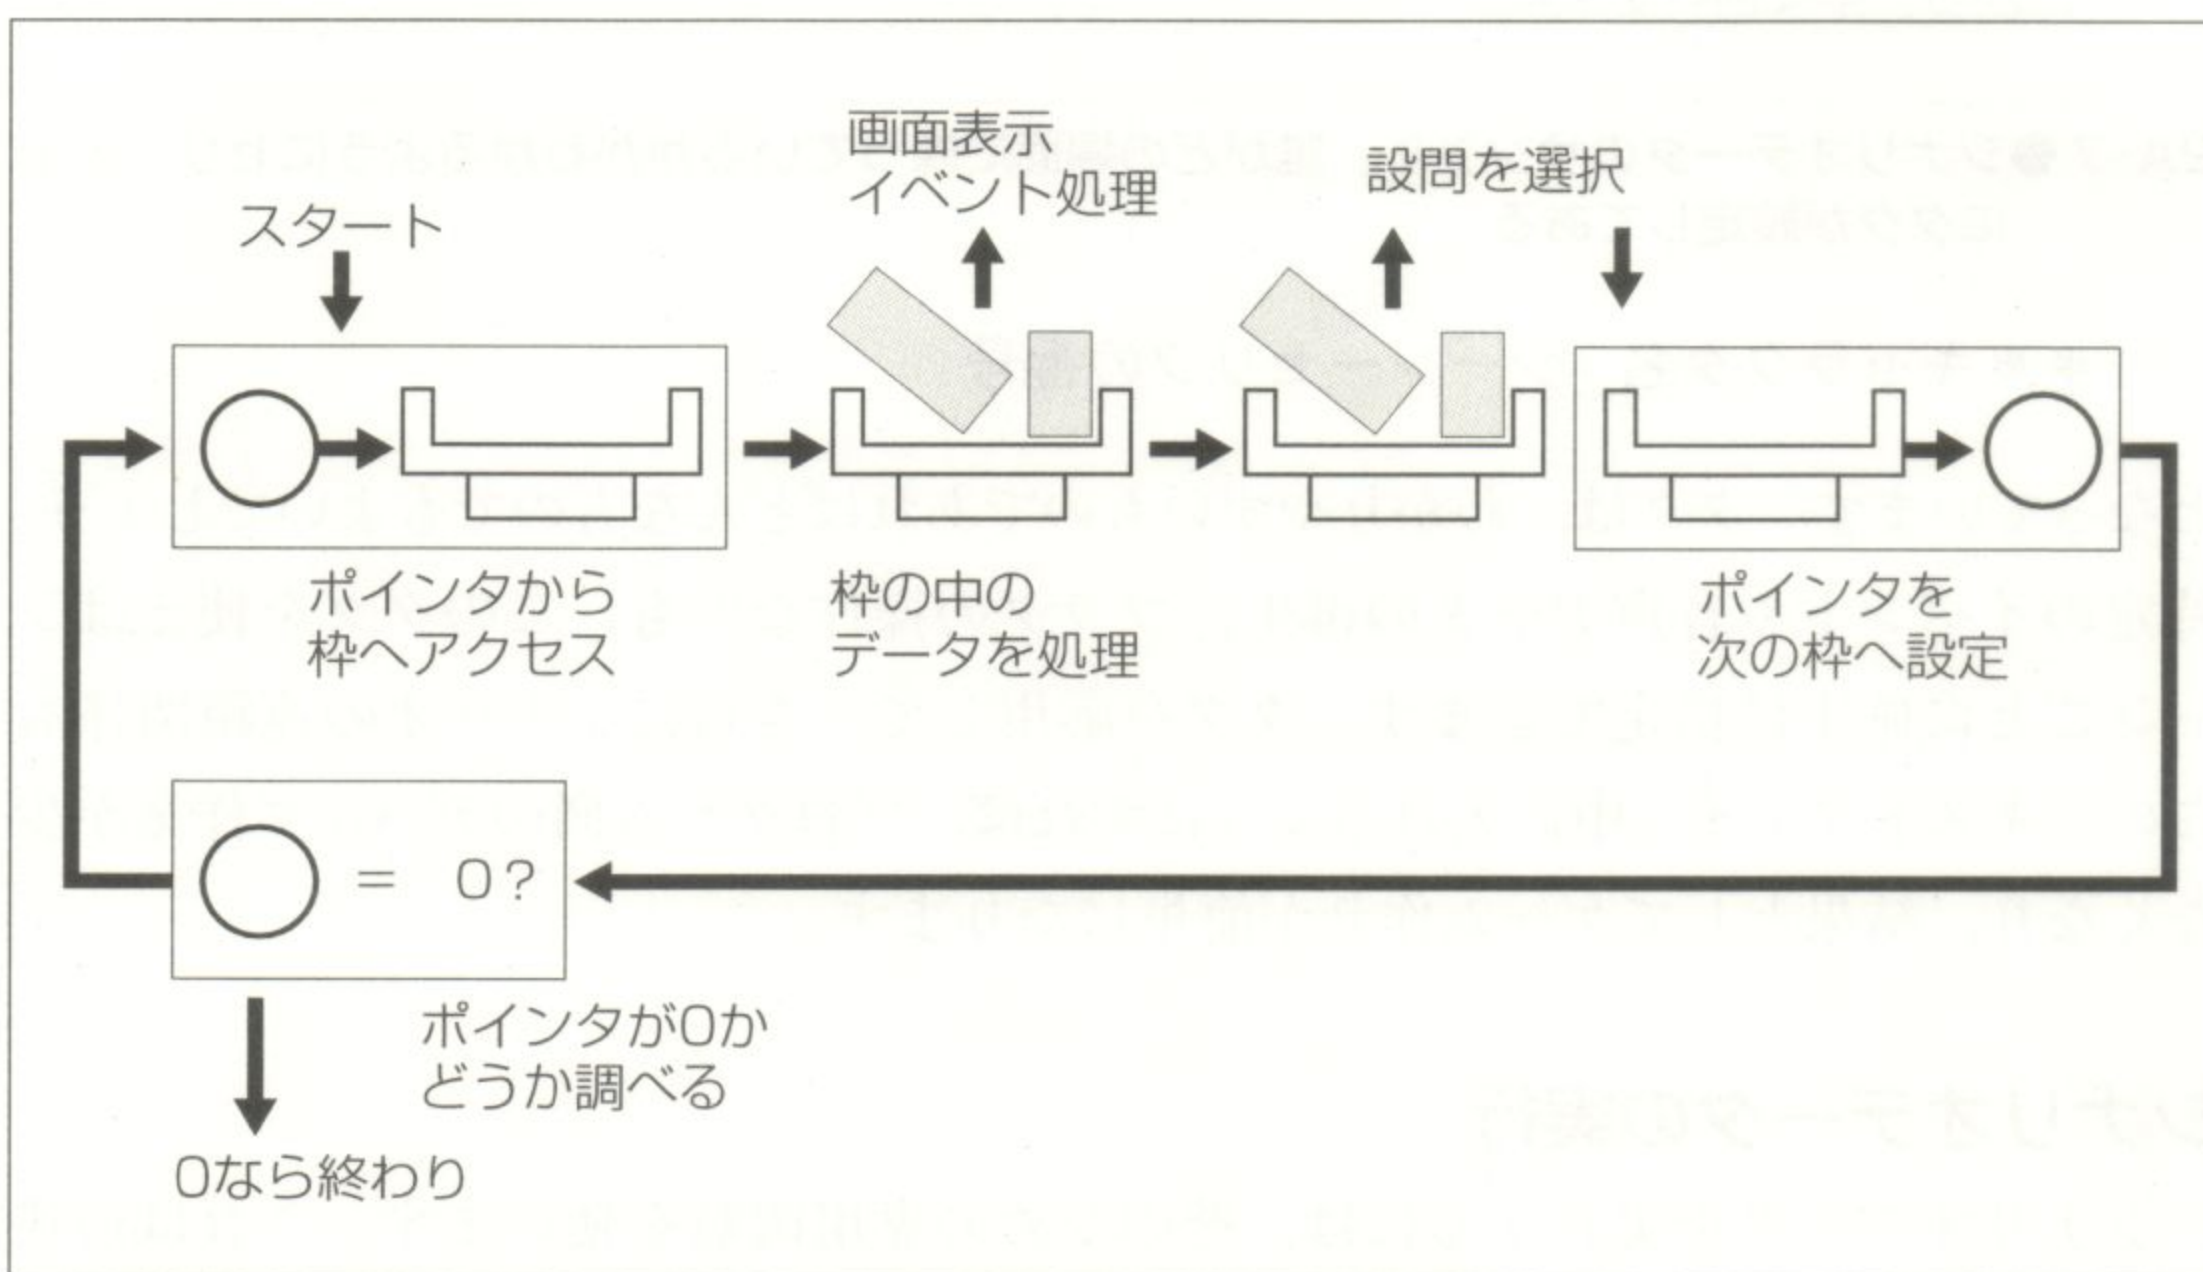 スタート
画面表示
イベント処理
設問を選択
ポインタから
枠へアクセス
枠の中の
データを処理
ポインタを
次の枠へ設定
= 0?
ポインタが0か
どうか調べる
0なら終わり